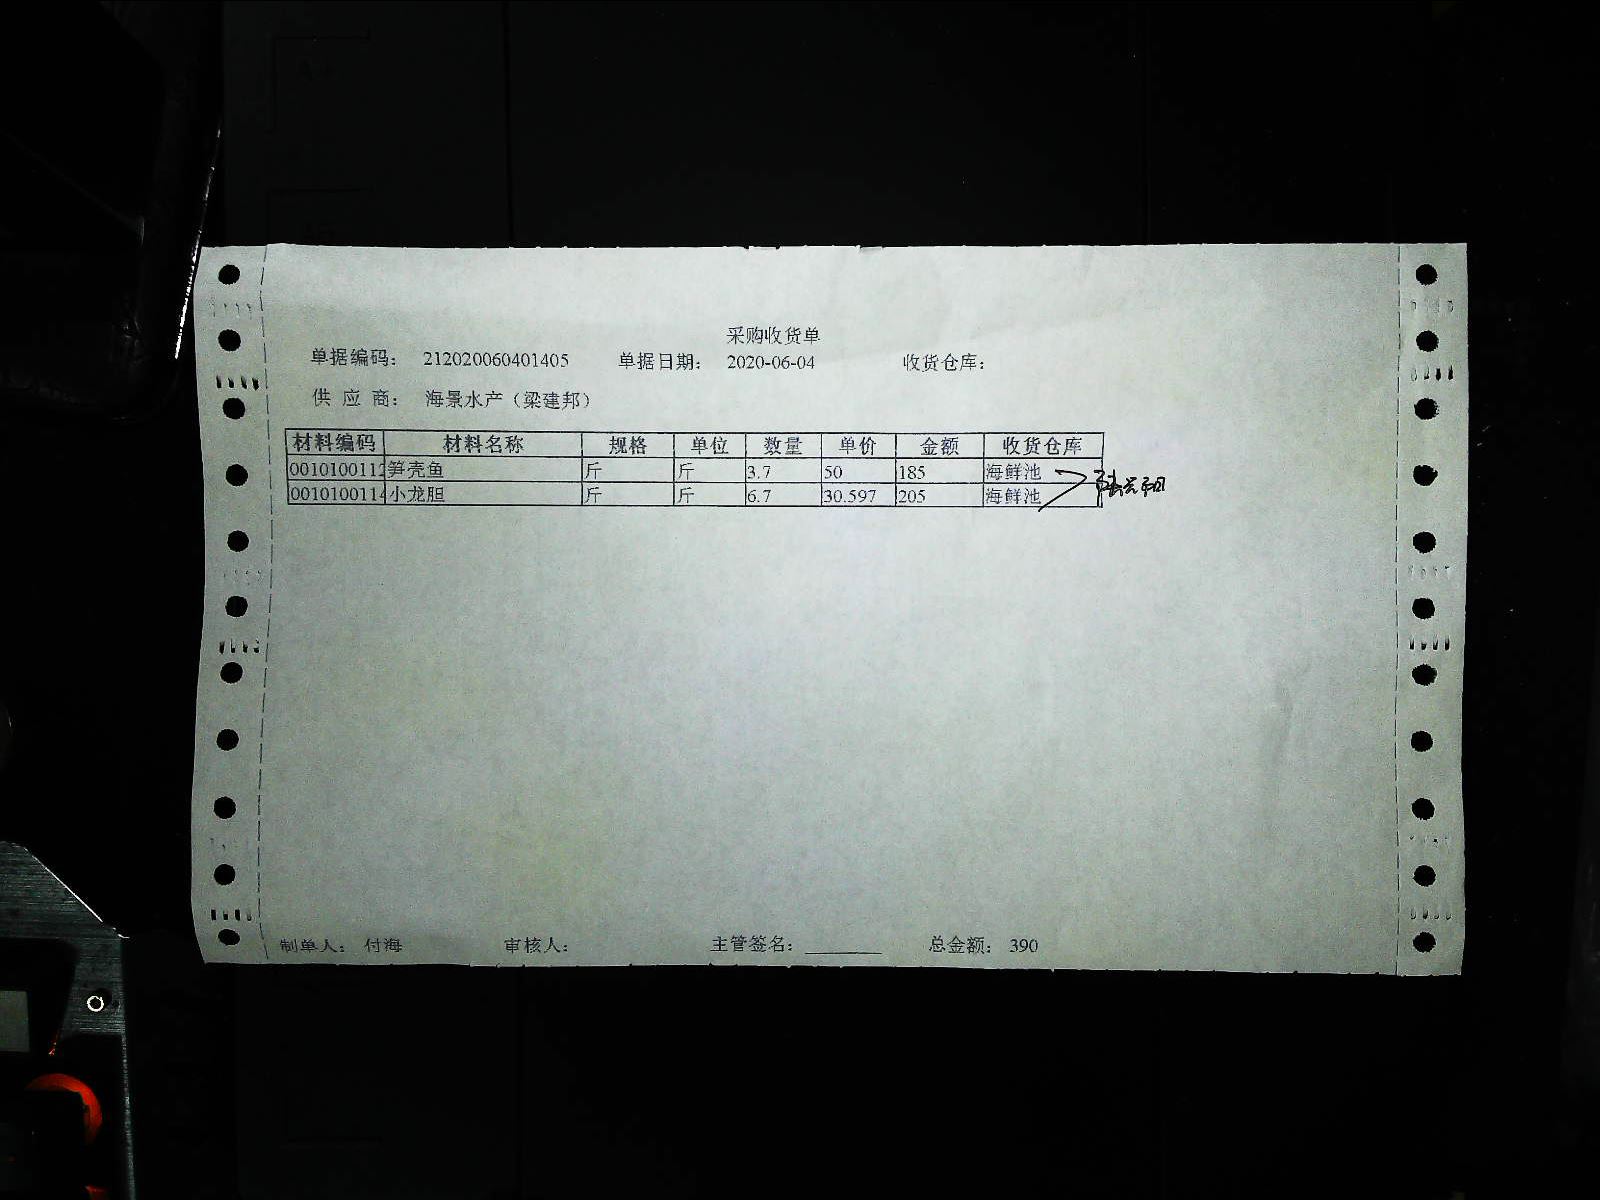 采购收货单
单据编码： 212020060401405 单据日期： 2020-06-04 收货仓库：
供 应 商： 海景水产（梁建邦）
材料编码 材料名称 规格 单位 数量 单价 金额 收货仓库
0010100112 笋壳鱼 斤 斤 3.7 50 185 海鲜池
0010100114 小龙胆 斤 斤 6.7 30.597 205 海鲜池
制单人： 付海 审核人： 主管签名： 总金额： 390